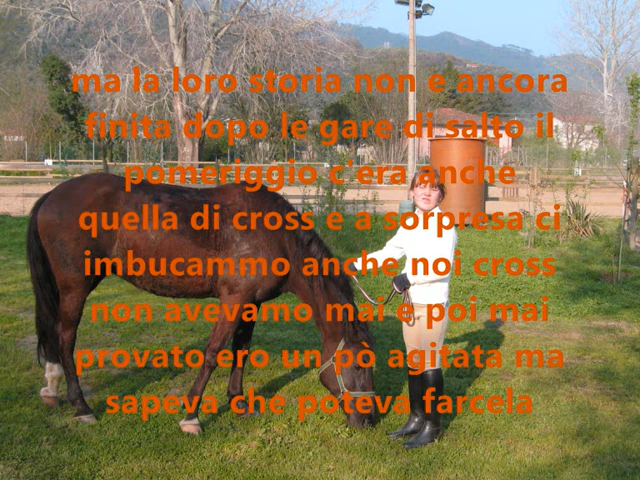 ma la loro storia non e ancora
finita dopo le gare di salto il
pomeriggio c'era anche
quella di cross e a sorpresa ci
imbucammo anche noi cross
non avevamo mai e poi mai
provato ero un pò agitata ma
sapeva che poteva farcela